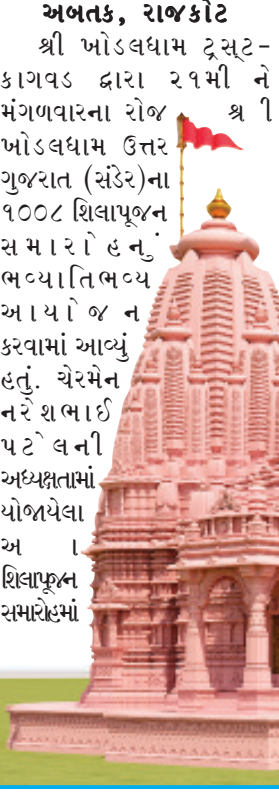 અબતક, રાજકોટ
શ્રી ખોડલધામ ટ્રસ્ટ-
કાગવડ દ્વારા ૨૧મી ને
મંગળવારના રોજ શ્રી
ખોડલધામ ઉત્તર
ગુજરાત (સંડેર)ના
૧૦૦૮ શિલાપૂજન
સમારોહનું
ભવ્યાતિભવ્ય
આયોજન
કરવામાં આવ્યું
હતું. ચેરમેન
નરેશભાઈ
પટેલની
અધ્યક્ષતામાં
યોજાયેલા
આ
શિલાપૂજન
સમારોહમાં